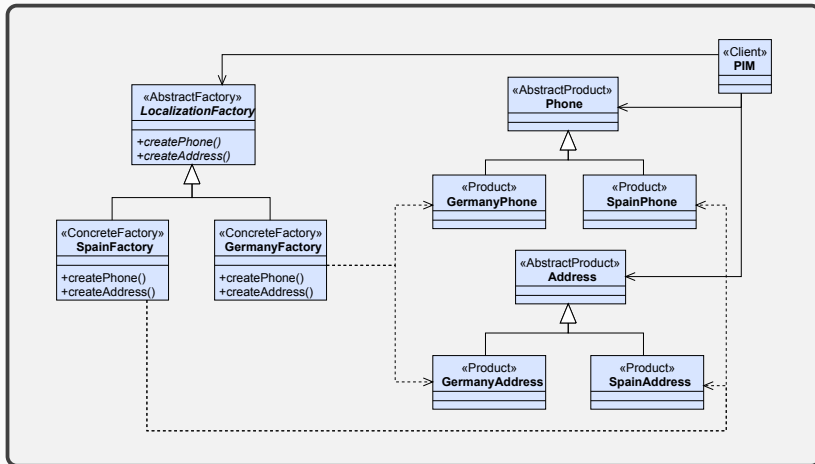 «Client»
PIM
«AbstractFactory»
LocalizationFactory
+createPhone()
+createAddress()
«AbstractProduct»
Phone
«Product»
GermanyPhone
«Product»
SpainPhone
«ConcreteFactory»
SpainFactory
+createPhone()
+createAddress()
«ConcreteFactory»
GermanyFactory
+createPhone()
+createAddress()
«AbstractProduct»
Address
«Product»
GermanyAddress
«Product»
SpainAddress